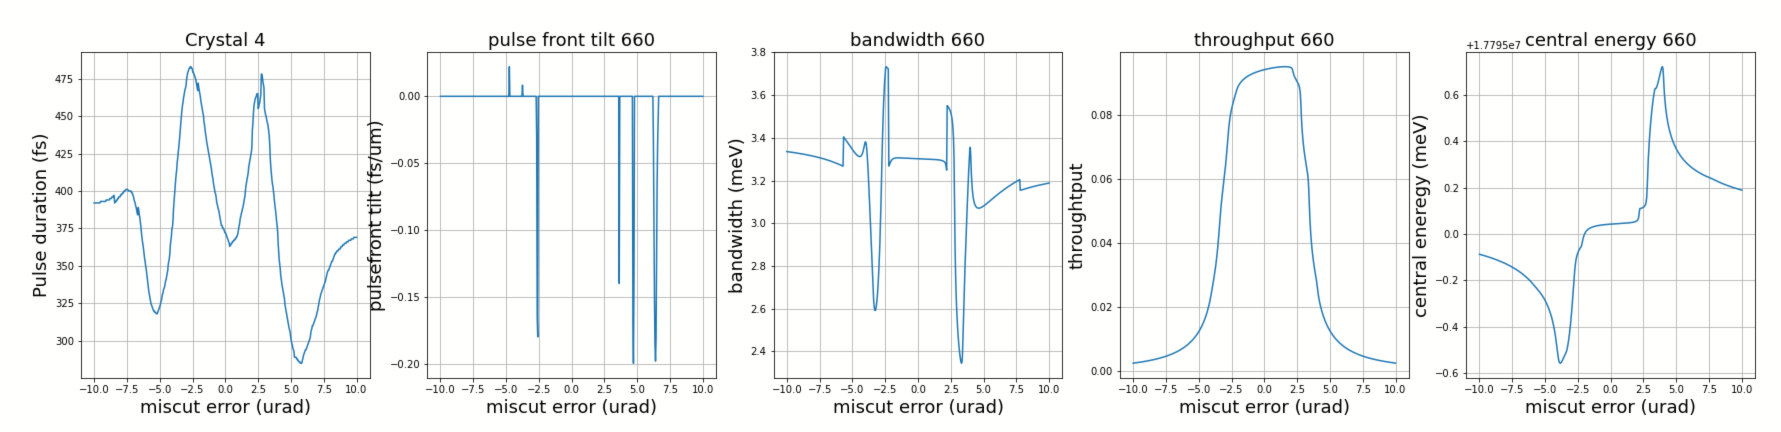 Crystal 4
Pulse duration (fs)
475
450
425
400
375
350
325
300
−10.0 −7.5 −5.0 −2.5 0.0 2.5 5.0 7.5 10.0
miscut error (urad)
pulse front tilt 660
pulsefront tilt (fs/um)
0.00
−0.05
−0.10
−0.15
−0.20
−10.0 −7.5 −5.0 −2.5 0.0 2.5 5.0 7.5 10.0
miscut error (urad)
bandwidth 660
bandwidth (meV)
3.8
3.6
3.4
3.2
3.0
2.8
2.6
2.4
−10.0 −7.5 −5.0 −2.5 0.0 2.5 5.0 7.5 10.0
miscut error (urad)
throughput 660
throughtput
0.08
0.06
0.04
0.02
0.00
−10.0 −7.5 −5.0 −2.5 0.0 2.5 5.0 7.5 10.0
miscut error (urad)
+1.7795e7 central energy 660
central eneregy (meV)
0.6
0.4
0.2
0.0
−0.2
−0.4
−0.6
−10.0 −7.5 −5.0 −2.5 0.0 2.5 5.0 7.5 10.0
miscut error (urad)